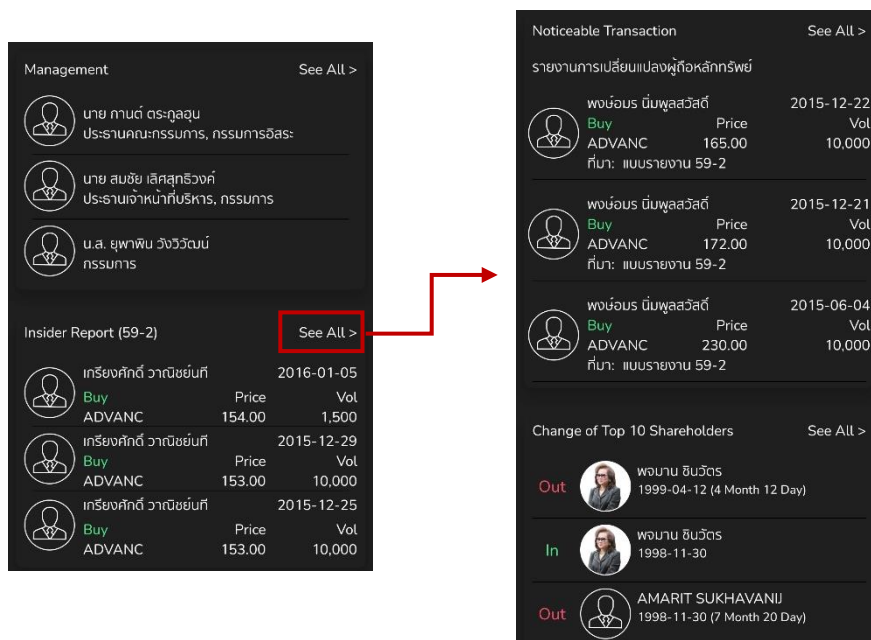 Management See All >
นาย กานต์ ตระกูลฮุน
ประธานคณะกรรมการ, กรรมการอิสระ
นาย สมชัย เลิศสุทธิวงค์
ประธานเจ้าหน้าที่บริหาร, กรรมการ
น.ส. ยุพาพิน วังวิวัฒน์
กรรมการ
Insider Report (59-2) See All >
เกรียงศักดิ์ วาณิชย์นที 2016-01-05
Buy Price Vol
ADVANC 154.00 1,500
เกรียงศักดิ์ วาณิชย์นที 2015-12-29
Buy Price Vol
ADVANC 153.00 10,000
เกรียงศักดิ์ วาณิชย์นที 2015-12-25
Buy Price Vol
ADVANC 153.00 10,000
Noticeable Transaction See All >
รายงานการเปลี่ยนแปลงผู้ถือหลักทรัพย์
พงษ์อมร นิ่มพูลสวัสดิ์ 2015-12-22
Buy Price Vol
ADVANC 165.00 10,000
ที่มา: แบบรายงาน 59-2
พงษ์อมร นิ่มพูลสวัสดิ์ 2015-12-21
Buy Price Vol
ADVANC 172.00 10,000
ที่มา: แบบรายงาน 59-2
พงษ์อมร นิ่มพูลสวัสดิ์ 2015-06-04
Buy Price Vol
ADVANC 230.00 10,000
ที่มา: แบบรายงาน 59-2
Change of Top 10 Shareholders See All >
พจมาน ชินวัตร
Out 1999-04-12 (4 Month 12 Day)
พจมาน ชินวัตร
In 1998-11-30
AMARIT SUKHAVANIJ
Out 1998-11-30 (7 Month 20 Day)